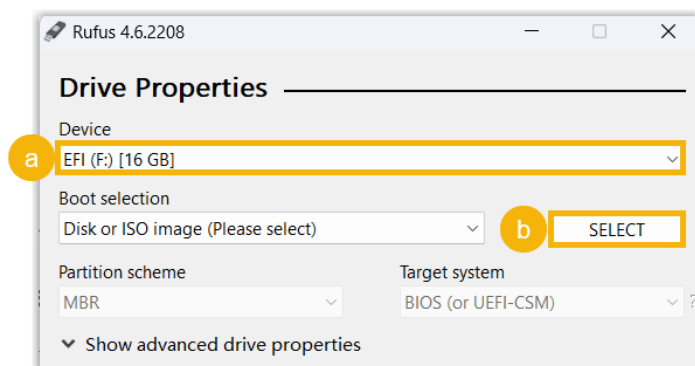 Rufus 4.6.2208
Drive Properties
Device
a
EFI (F:) [16 GB]
Boot selection
Disk or ISO image (Please select)
b
SELECT
Partition scheme
Target system
MBR
BIOS (or UEFI-CSM)
?
Show advanced drive properties